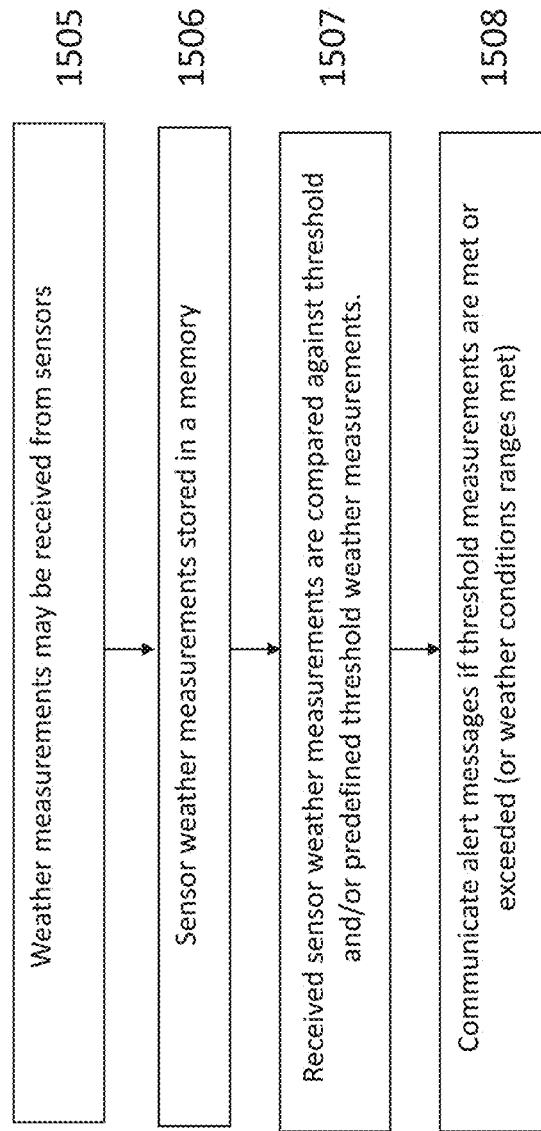 Weather measurements may be received from sensors
1505
Sensor weather measurements stored in a memory
1506
Received sensor weather measurements are compared against threshold
and/or predefined threshold weather measurements.
1507
Communicate alert messages if threshold measurements are met or
exceeded (or weather conditions ranges met)
1508